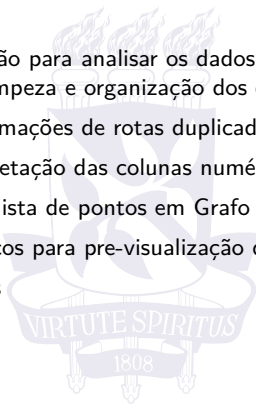 ão para analisar os dados
mpeza e organização dos
mações de rotas duplicad
etação das colunas numé
ista de pontos em Grafo
os para pre-visualização
VIRTUTE SPIRITUS
1808